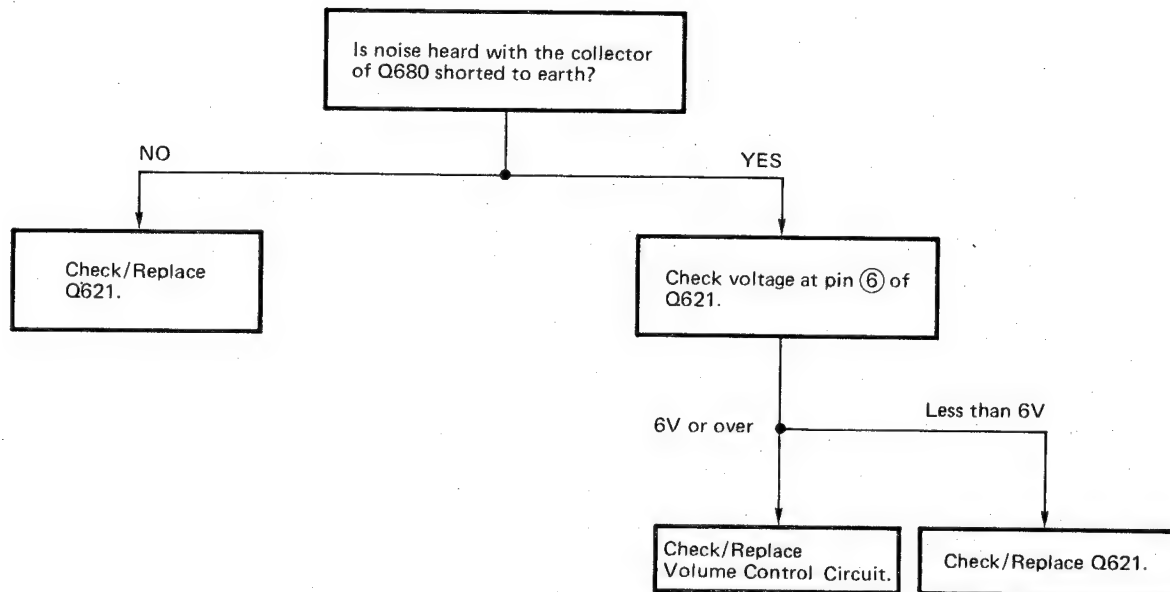 Is noise heard with the collector
of Q680 shorted to earth?
NO
YES
Check/Replace
Q621.
Check voltage at pin ⑥ of
Q621.
6V or over
Less than 6V
Check/Replace
Volume Control Circuit.
Check/Replace Q621.